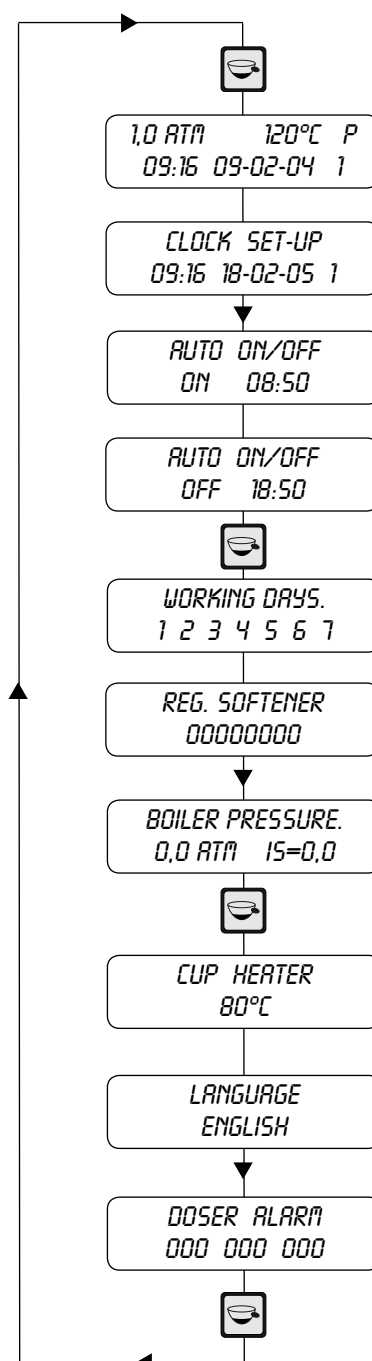 1,0 ATM 120°C P
09:16 09-02-04 1
CLOCK SET-UP
09:16 18-02-05 1
AUTO ON/OFF
ON 08:50
AUTO ON/OFF
OFF 18:50
WORKING DAYS.
1 2 3 4 5 6 7
REG. SOFTENER
00000000
BOILER PRESSURE.
0,0 ATM IS=0,0
CUP HEATER
80°C
LANGUAGE
ENGLISH
DOSER ALARM
000 000 000